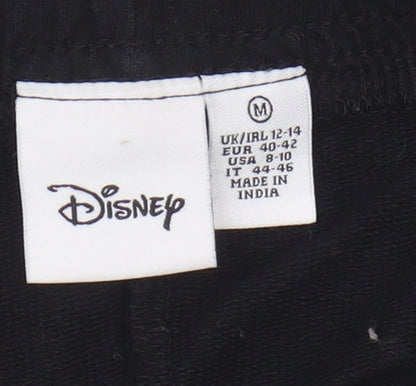 Disney
M
UK/IRL 12-14
EUR 40-42
USA 8-10
IT 44-46
MADE IN
INDIA